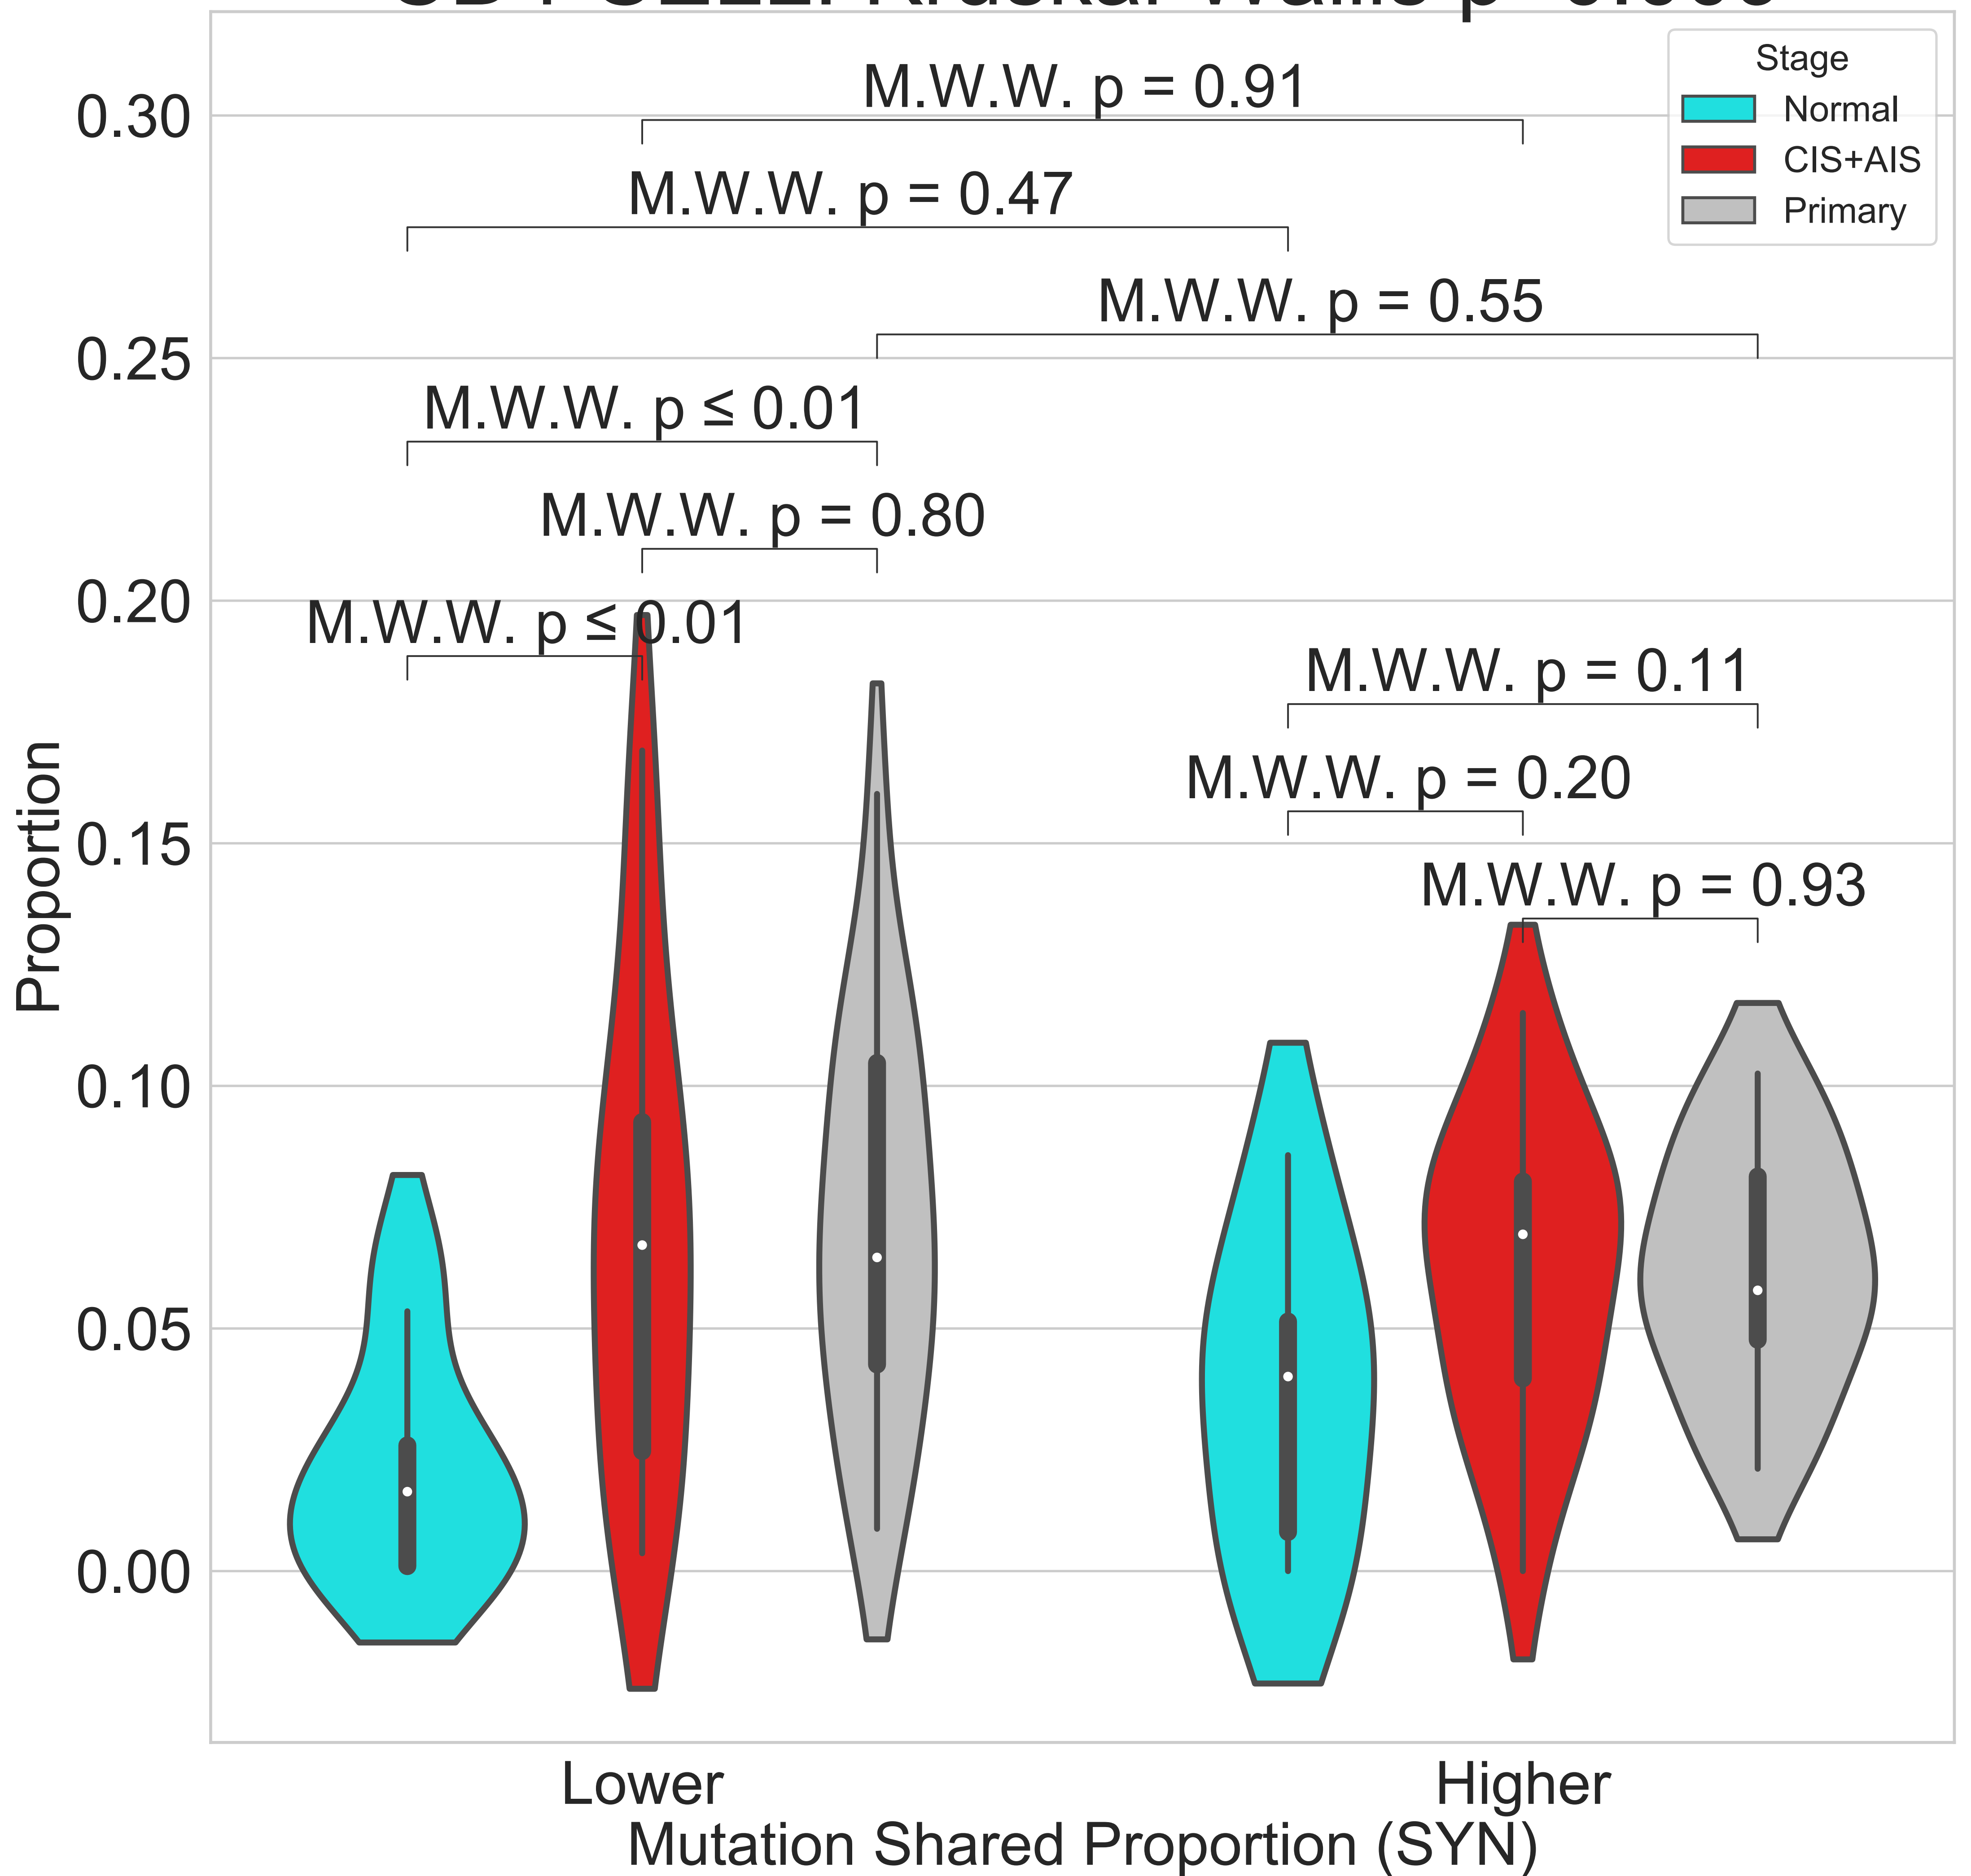 Stage
Normal
CIS+AIS
Primary
M.W.W. p = 0.91
M.W.W. p = 0.47
M.W.W. p = 0.55
M.W.W. p ≤ 0.01
M.W.W. p = 0.80
M.W.W. p ≤ 0.01
M.W.W. p = 0.11
M.W.W. p = 0.20
M.W.W. p = 0.93
0.30
0.25
0.20
0.15
0.10
0.05
0.00
Proportion
Lower
Higher
Mutation Shared Proportion (SYN)